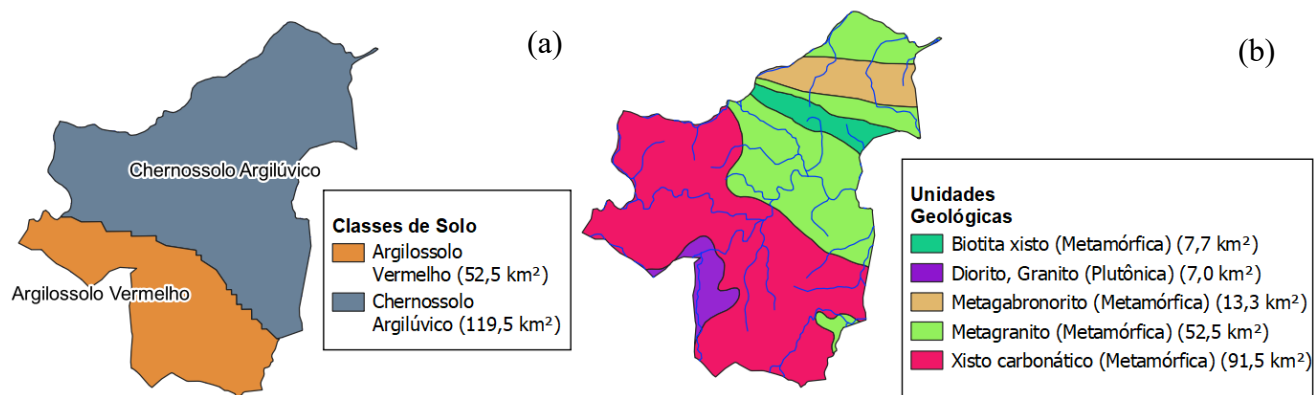 (a)
Chernossolo Argilúvico
Argilossolo Vermelho
Classes de Solo
Argilossolo
Vermelho (52,5 km²)
Chernossolo
Argilúvico (119,5 km²)
(b)
Unidades
Geológicas
Biotita xisto (Metamórfica) (7,7 km²)
Diorito, Granito (Plutônica) (7,0 km²)
Metagabronorito (Metamórfica) (13,3 km²)
Metagranito (Metamórfica) (52,5 km²)
Xisto carbonático (Metamórfica) (91,5 km²)